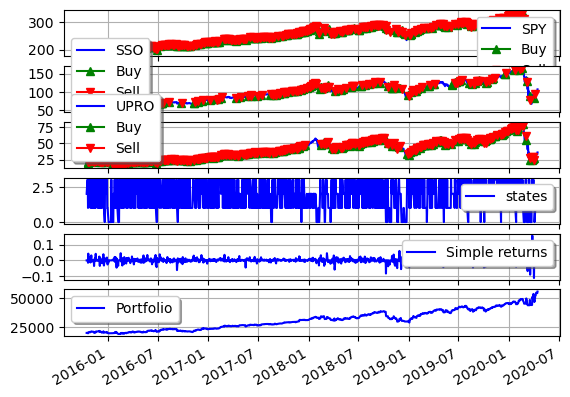 300
200
SPY
Buy
SSO
Buy
Sell
150
100
50
UPRO
Buy
Sell
75
50
25
2.5
0.0
states
0.1
0.0
−0.1
Simple returns
50000
25000
Portfolio
2016-01
2016-07
2017-01
2017-07
2018-01
2018-07
2019-01
2019-07
2020-01
2020-07